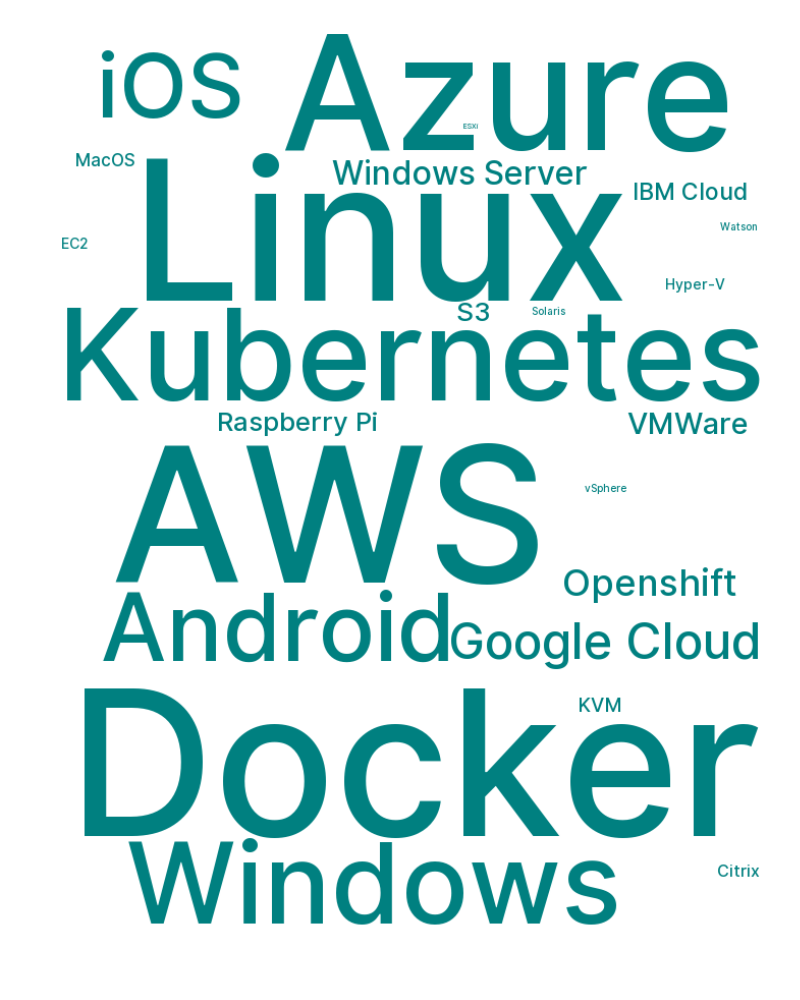 iOS
Azure
ESXi
MacOS
Windows Server
Linux
IBM Cloud
Watson
EC2
Hyper-V
S3
Solaris
Kubernetes
Raspberry Pi
VMWare
AWS
vSphere
Openshift
Android
Google Cloud
KVM
Docker
Windows
Citrix